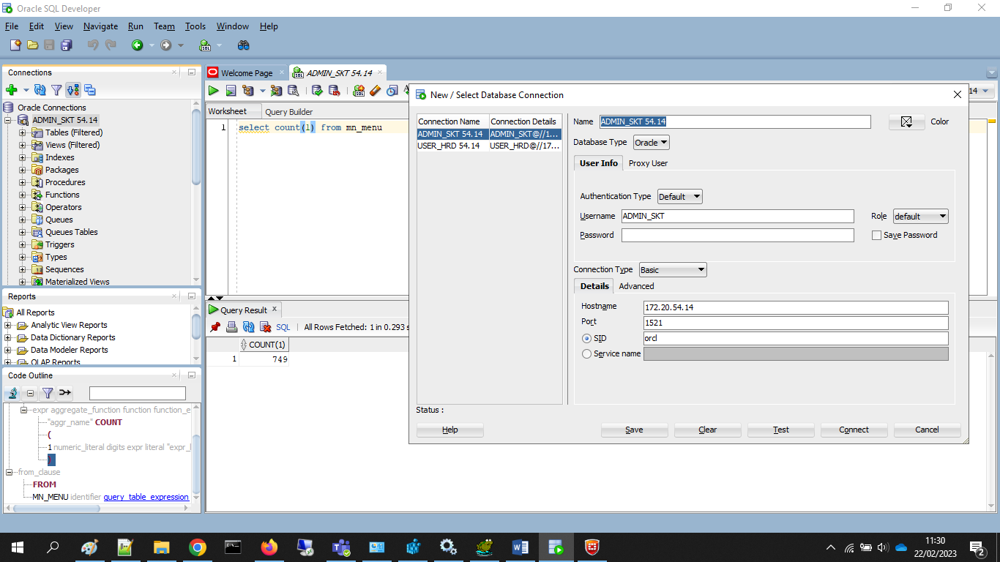 Oracle SQL Developer
File Edit View Navigate Run Team Tools Window Help
Connections
Oracle Connections
ADMIN_SKT 54.14
Tables (Filtered)
Views (Filtered)
Indexes
Packages
Procedures
Functions
Operators
Queues
Queues Tables
Triggers
Types
Sequences
Materialized Views
Reports
All Reports
Analytic View Reports
Data Dictionary Reports
Data Modeler Reports
OLAP Reports
Code Outline
expr aggregate_function function function_e
"aggr_name" COUNT
(
1 numeric_literal digits expr literal "expr_l
)
from_clause
FROM
MN_MENU identifier query_table_expression
Welcome Page
ADMIN_SKT 54.14
SQL
Worksheet Query Builder
1 select count(1) from mn_menu
Query Result
SQL All Rows Fetched: 1 in 0.293 s
COUNT(1)
1 749
14
New / Select Database Connection
Connection Name Connection Details
ADMIN_SKT 54.14 ADMIN_SKT@//1...
USER_HRD 54.14 USER_HRD@//17...
Name ADMIN_SKT 54.14 Color
Database Type Oracle
User Info Proxy User
Authentication Type Default
Username ADMIN_SKT Role default
Password Save Password
Connection Type Basic
Details Advanced
Hostname 172.20.54.14
Port 1521
SID orcl
Service name
Status :
Help Save Clear Test Connect Cancel
11:30
22/02/2023
2